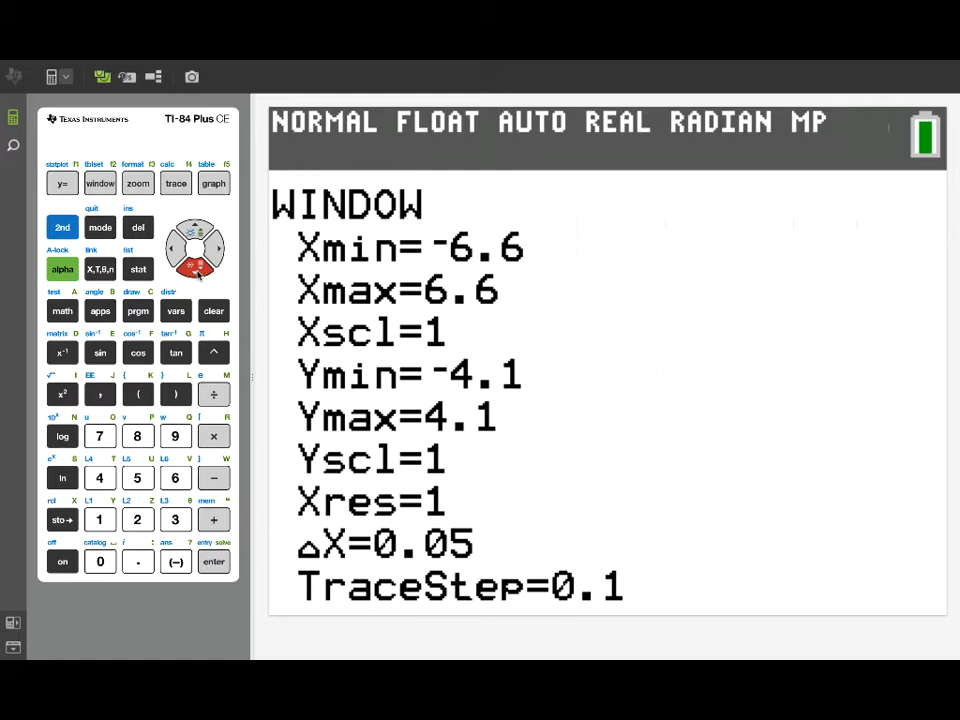 TEXAS INSTRUMENTS TI-84 Plus CE
NORMAL FLOAT AUTO REAL RADIAN MP
statplot f1 tblset f2 format f3 calc f4 table f5
y= window zoom trace graph
quit ins
2nd mode del
A-lock link list
alpha X,T,θ,n stat
test A angle B draw C distr
math apps prgm vars clear
matrix D sin⁻¹ E cos⁻¹ F tan⁻¹ G π H
x⁻¹ sin cos tan ^
√ I EE J { K } L e M
x² , ( ) ÷
10ˣ N u O v P w Q [ R
log 7 8 9 ×
eˣ S L4 T L5 U L6 V ] W
ln 4 5 6 −
rcl X L1 Y L2 Z L3 θ mem "
sto→ 1 2 3 +
off catalog i : ans ? entry solve
on 0 . (−) enter
WINDOW
Xmin=-6.6
Xmax=6.6
Xscl=1
Ymin=-4.1
Ymax=4.1
Yscl=1
Xres=1
△X=0.05
TraceStep=0.1